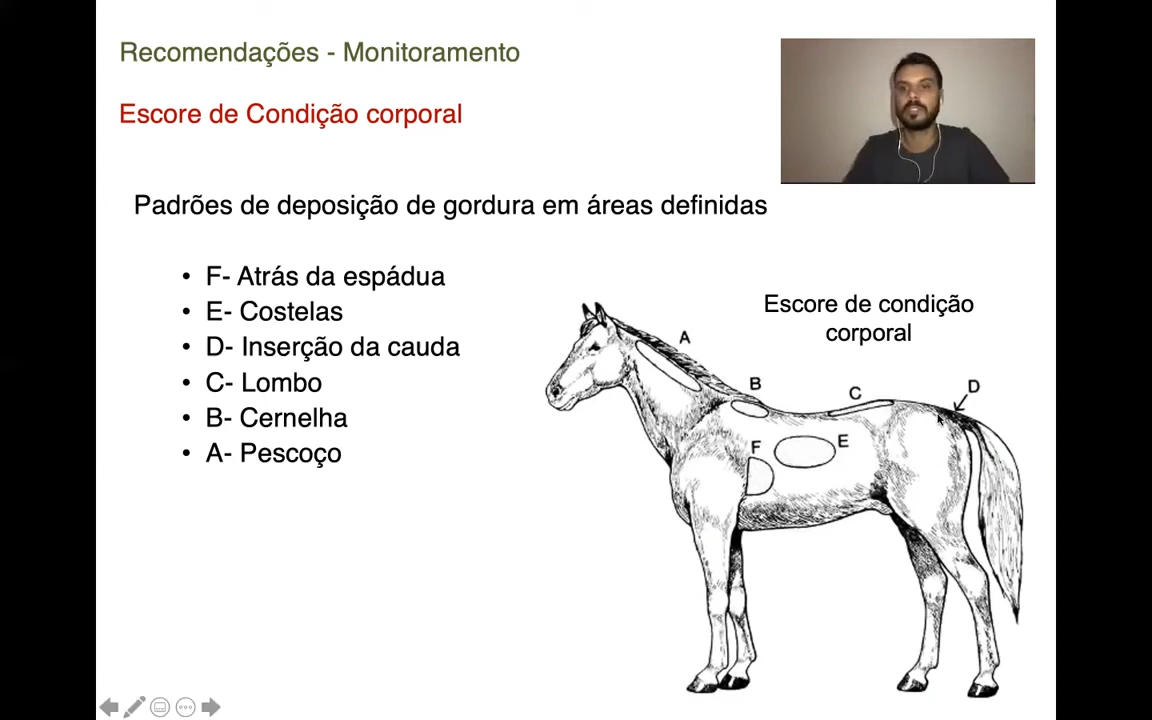 Recomendações - Monitoramento
Escore de Condição corporal
Padrões de deposição de gordura em áreas definidas
• F- Atrás da espádua
• E- Costelas
• D- Inserção da cauda
• C- Lombo
• B- Cernelha
• A- Pescoço
Escore de condição
corporal
A
B
C
D
F
E